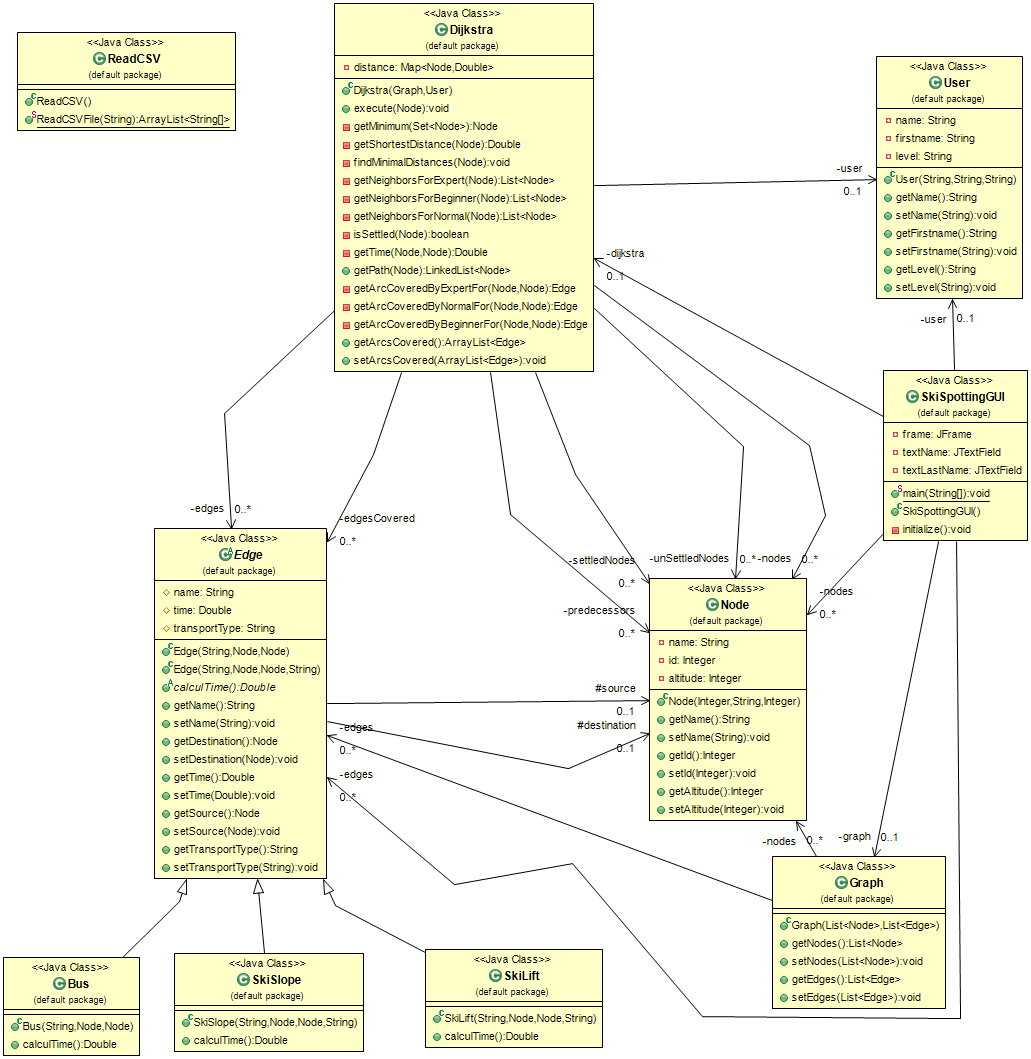 <<Java Class>>
ReadCSV
(default package)
ReadCSV()
ReadCSVFile(String):ArrayList<String[]>
<<Java Class>>
Dijkstra
(default package)
distance: Map<Node,Double>
Dijkstra(Graph,User)
execute(Node):void
getMinimum(Set<Node>):Node
getShortestDistance(Node):Double
findMinimalDistances(Node):void
getNeighborsForExpert(Node):List<Node>
getNeighborsForBeginner(Node):List<Node>
getNeighborsForNormal(Node):List<Node>
isSettled(Node):boolean
getTime(Node,Node):Double
getPath(Node):LinkedList<Node>
getArcCoveredByExpertFor(Node,Node):Edge
getArcCoveredByNormalFor(Node,Node):Edge
getArcCoveredByBeginnerFor(Node,Node):Edge
getArcsCovered():ArrayList<Edge>
setArcsCovered(ArrayList<Edge>):void
<<Java Class>>
User
(default package)
name: String
firstname: String
level: String
User(String,String,String)
getName():String
setName(String):void
getFirstname():String
setFirstname(String):void
getLevel():String
setLevel(String):void
-user
0..1
-dijkstra
0..1
-user
0..1
<<Java Class>>
SkiSpottingGUI
(default package)
frame: JFrame
textName: JTextField
textLastName: JTextField
main(String[]):void
SkiSpottingGUI()
initialize():void
-edges
0..*
-edgesCovered
0..*
-settledNodes
0..*
-unSettledNodes
0..*
-nodes
0..*
-predecessors
0..*
-nodes
0..*
<<Java Class>>
Edge
(default package)
name: String
time: Double
transportType: String
Edge(String,Node,Node)
Edge(String,Node,Node,String)
calculTime():Double
getName():String
setName(String):void
getDestination():Node
setDestination(Node):void
getTime():Double
setTime(Double):void
getSource():Node
setSource(Node):void
getTransportType():String
setTransportType(String):void
<<Java Class>>
Node
(default package)
name: String
id: Integer
altitude: Integer
Node(Integer,String,Integer)
getName():String
setName(String):void
getId():Integer
setId(Integer):void
getAltitude():Integer
setAltitude(Integer):void
#source
0..1
#destination
0..1
-edges
0..*
-edges
0..*
-nodes
0..*
-graph
0..1
<<Java Class>>
Graph
(default package)
Graph(List<Node>,List<Edge>)
getNodes():List<Node>
setNodes(List<Node>):void
getEdges():List<Edge>
setEdges(List<Edge>):void
<<Java Class>>
Bus
(default package)
Bus(String,Node,Node)
calculTime():Double
<<Java Class>>
SkiSlope
(default package)
SkiSlope(String,Node,Node,String)
calculTime():Double
<<Java Class>>
SkiLift
(default package)
SkiLift(String,Node,Node,String)
calculTime():Double